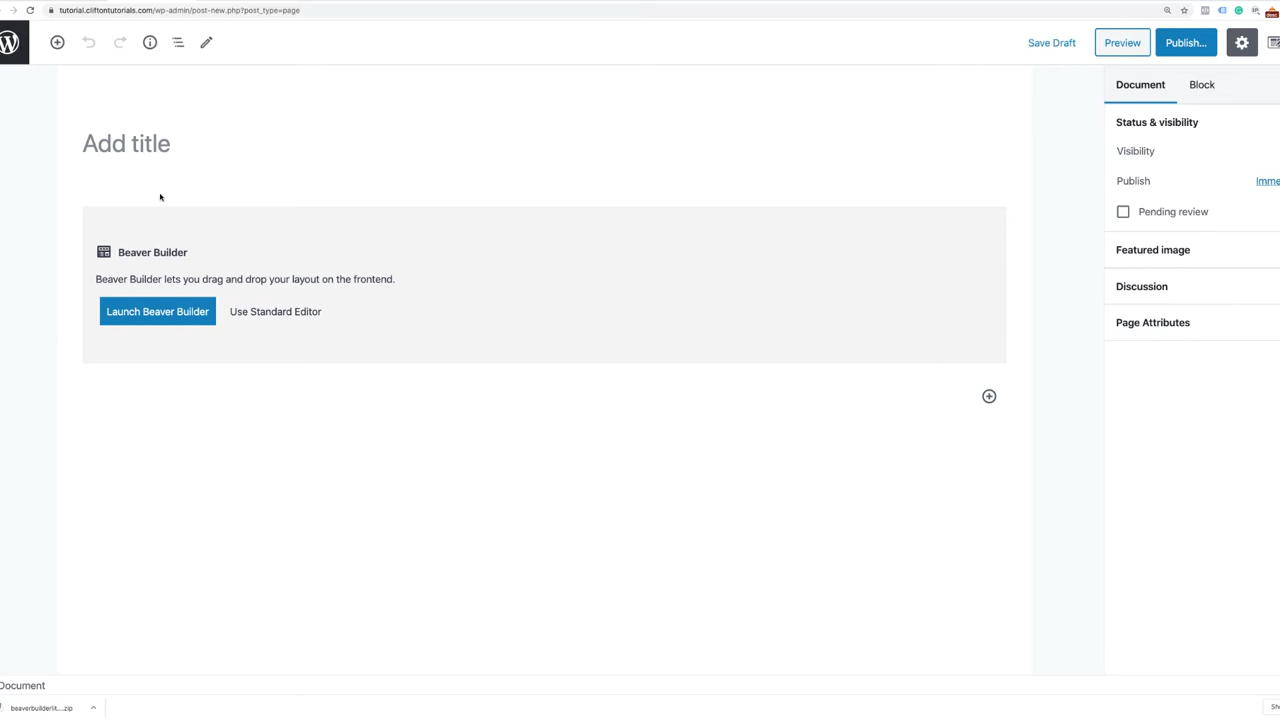 tutorial.cliftontutorials.com/wp-admin/post-new.php?post_type=page
Save Draft
Preview
Publish...
Document
Block
Status & visibility
Add title
Visibility
Publish
Imme
Pending review
Beaver Builder
Featured image
Beaver Builder lets you drag and drop your layout on the frontend.
Discussion
Launch Beaver Builder
Use Standard Editor
Page Attributes
Document
beaverbuilderlit....zip